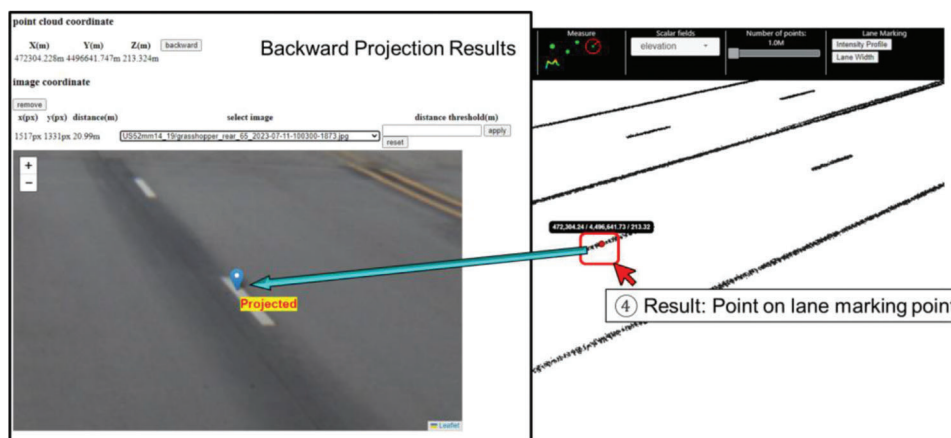 point cloud coordinate
X(m) Y(m) Z(m) backward
472304.228m 4496641.747m 213.324m
Backward Projection Results
image coordinate
remove
x(px) y(px) distance(m) select image distance threshold(m)
1517px 1331px 20.99m US52mm14_19/grasshopper_rear_65_2023-07-11-100300-1873.jpg apply
reset
+
−
Projected
Leaflet
Measure
Scalar fields
elevation
Number of points:
1.0M
Lane Marking
Intensity Profile
Lane Width
472,304.24 / 4,496,641.73 / 213.32
④ Result: Point on lane marking point